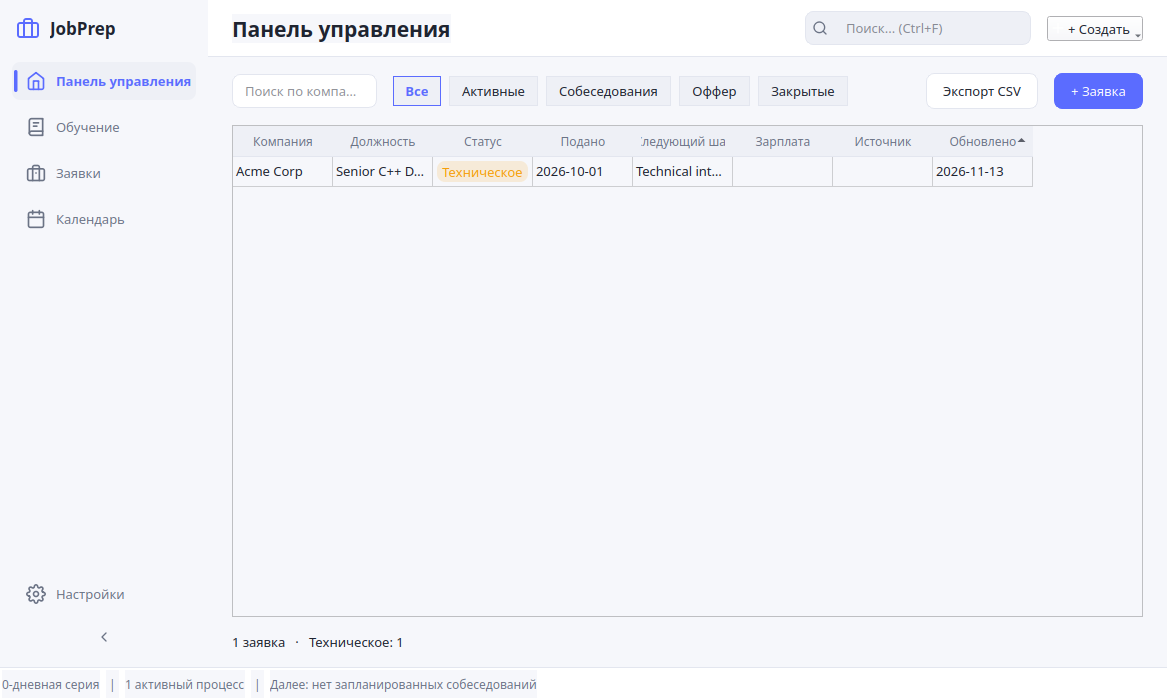 JobPrep
Панель управления
Поиск... (Ctrl+F)
+ Создать
Панель управления
Обучение
Заявки
Календарь
Настройки
Поиск по компа...
Все
Активные
Собеседования
Оффер
Закрытые
Экспорт CSV
+ Заявка
Компания Должность Статус Подано Следующий ша Зарплата Источник Обновлено
Acme Corp Senior C++ D... Техническое 2026-10-01 Technical int... 2026-11-13
1 заявка · Техническое: 1
0-дневная серия | 1 активный процесс | Далее: нет запланированных собеседований